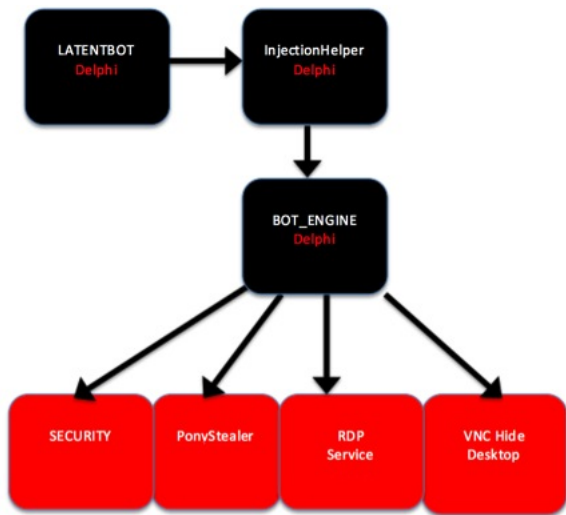 LATENTBOT
Delphi
InjectionHelper
Delphi
BOT_ENGINE
Delphi
SECURITY
PonyStealer
RDP
Service
VNC Hide
Desktop